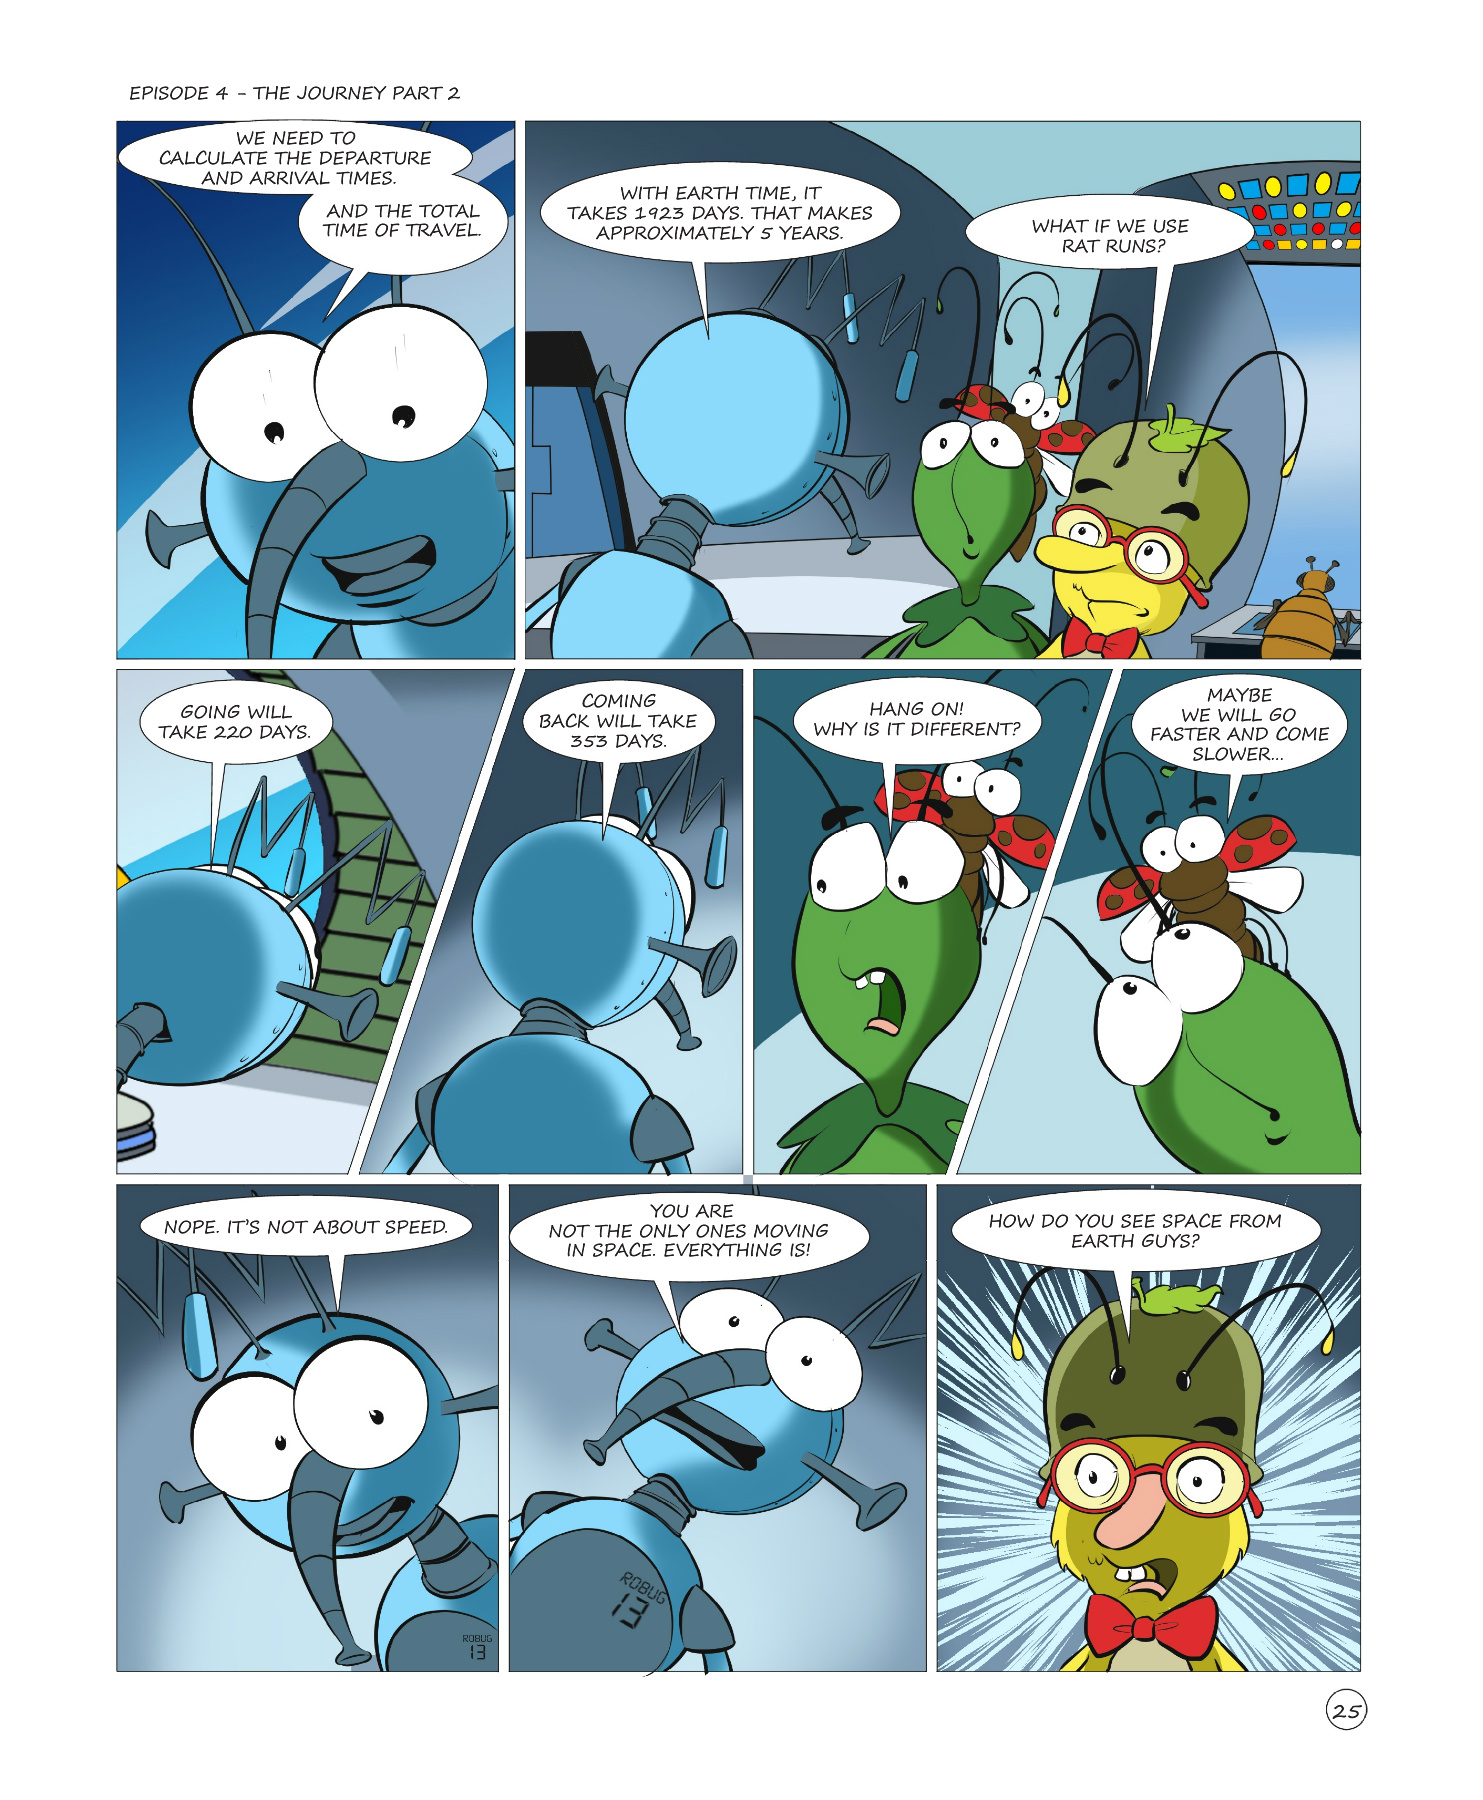 EPISODE 4 - THE JOURNEY PART 2
WE NEED TO
CALCULATE THE DEPARTURE
AND ARRIVAL TIMES.
AND THE TOTAL
TIME OF TRAVEL.
WITH EARTH TIME, IT
TAKES 1923 DAYS. THAT MAKES
APPROXIMATELY 5 YEARS.
WHAT IF WE USE
RAT RUNS?
GOING WILL
TAKE 220 DAYS.
COMING
BACK WILL TAKE
353 DAYS.
HANG ON!
WHY IS IT DIFFERENT?
MAYBE
WE WILL GO
FASTER AND COME
SLOWER...
NOPE. IT'S NOT ABOUT SPEED.
ROBUG
13
YOU ARE
NOT THE ONLY ONES MOVING
IN SPACE. EVERYTHING IS!
ROBUG
13
HOW DO YOU SEE SPACE FROM
EARTH GUYS?
25